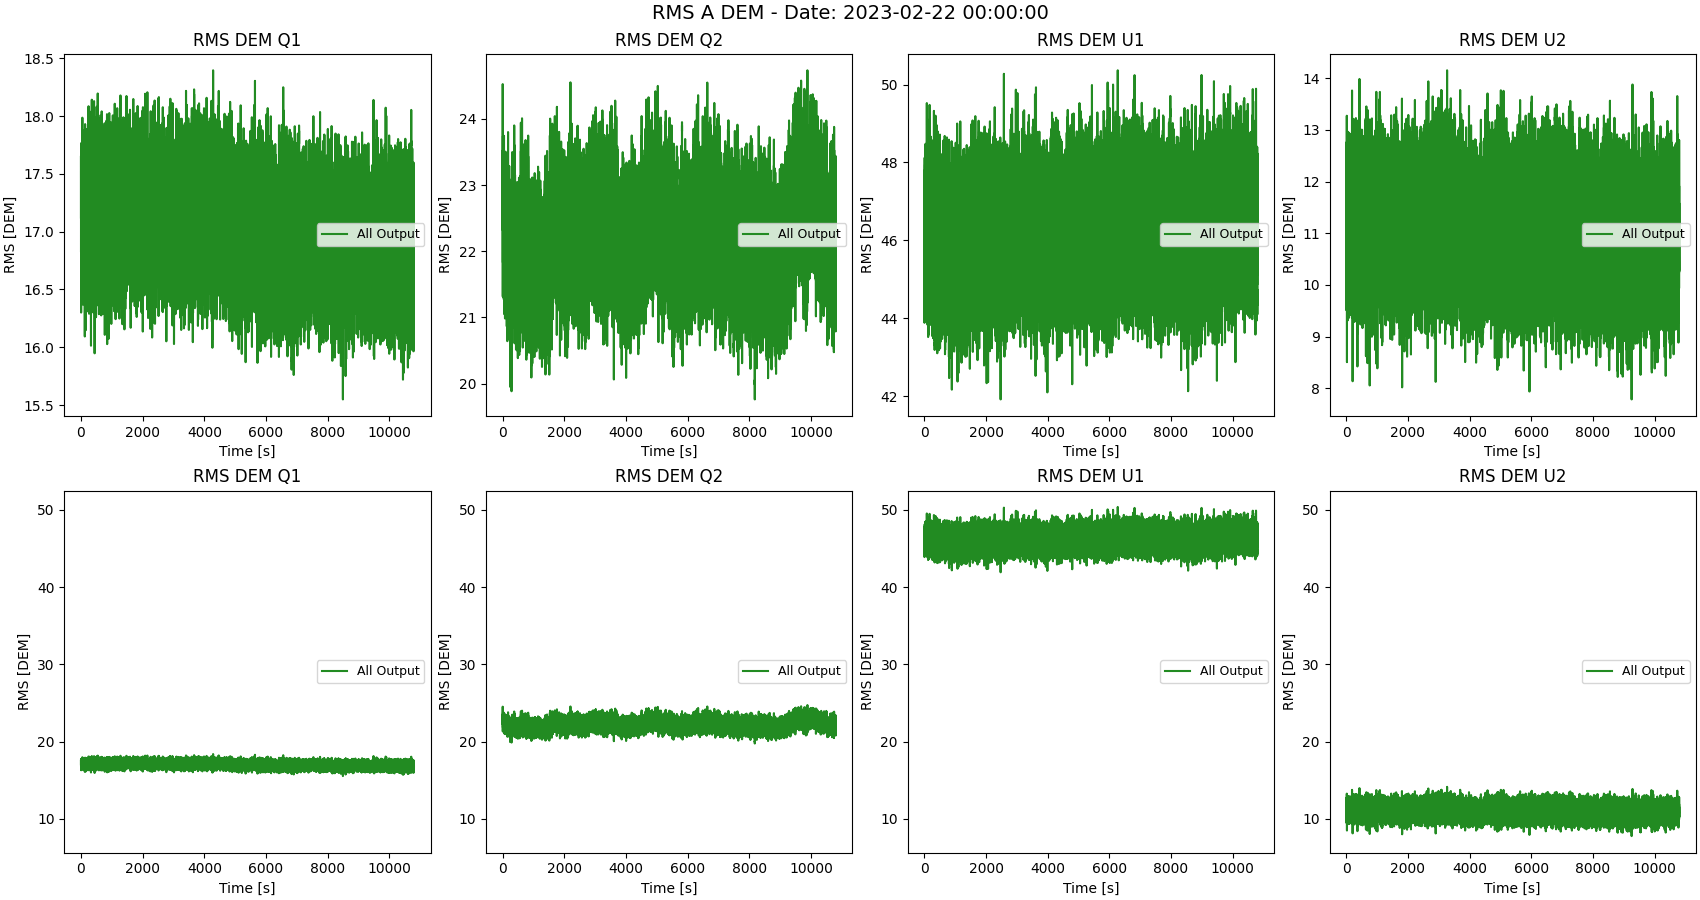 RMS A DEM - Date: 2023-02-22 00:00:00
RMS DEM Q1
RMS [DEM]
18.5
18.0
17.5
17.0
16.5
16.0
15.5
All Output
0 2000 4000 6000 8000 10000
Time [s]
RMS DEM Q2
RMS [DEM]
24
23
22
21
20
All Output
0 2000 4000 6000 8000 10000
Time [s]
RMS DEM U1
RMS [DEM]
50
48
46
44
42
All Output
0 2000 4000 6000 8000 10000
Time [s]
RMS DEM U2
RMS [DEM]
14
13
12
11
10
9
8
All Output
0 2000 4000 6000 8000 10000
Time [s]
RMS DEM Q1
RMS [DEM]
50
40
30
20
10
All Output
0 2000 4000 6000 8000 10000
Time [s]
RMS DEM Q2
RMS [DEM]
50
40
30
20
10
All Output
0 2000 4000 6000 8000 10000
Time [s]
RMS DEM U1
RMS [DEM]
50
40
30
20
10
All Output
0 2000 4000 6000 8000 10000
Time [s]
RMS DEM U2
RMS [DEM]
50
40
30
20
10
All Output
0 2000 4000 6000 8000 10000
Time [s]